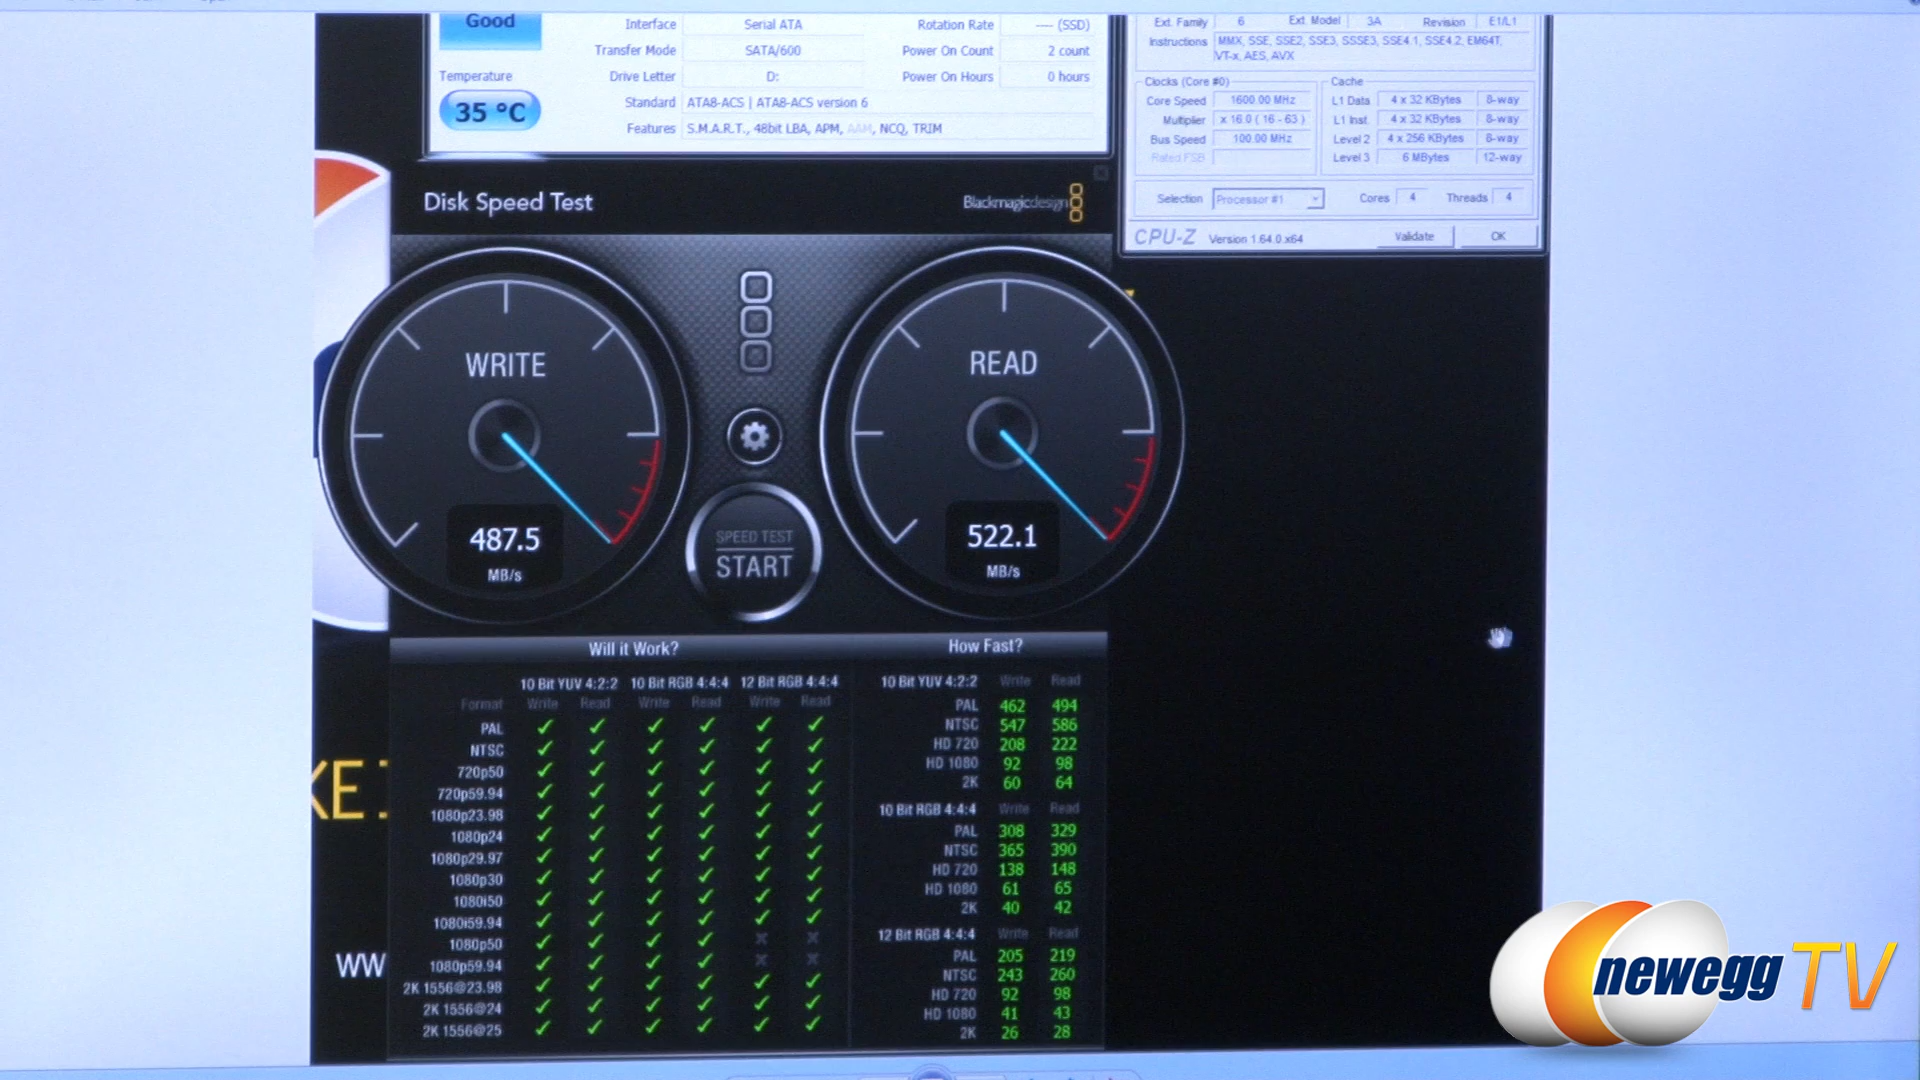 Good
Interface Serial ATA Rotation Rate ---- (SSD)
Transfer Mode SATA/600 Power On Count 2 count
Temperature Drive Letter D: Power On Hours 0 hours
35 °C
Standard ATA8-ACS | ATA8-ACS version 6
Features S.M.A.R.T., 48bit LBA, APM, AAM, NCQ, TRIM
Ext. Family 6 Ext. Model 3A Revision E1/L1
Instructions MMX, SSE, SSE2, SSE3, SSSE3, SSE4.1, SSE4.2, EM64T,
VT-x, AES, AVX
Clocks (Core #0)
Core Speed 1600.00 MHz
Multiplier x 16.0 ( 16 - 63 )
Bus Speed 100.00 MHz
Rated FSB
Cache
L1 Data 4 x 32 KBytes 8-way
L1 Inst. 4 x 32 KBytes 8-way
Level 2 4 x 256 KBytes 8-way
Level 3 6 MBytes 12-way
Selection Processor #1 Cores 4 Threads 4
CPU-Z Version 1.64.0.x64 Validate OK
Disk Speed Test
Blackmagicdesign
WRITE
487.5
MB/s
SPEED TEST
START
READ
522.1
MB/s
Will it Work?
10 Bit YUV 4:2:2 10 Bit RGB 4:4:4 12 Bit RGB 4:4:4
Format Write Read Write Read Write Read
PAL ✓ ✓ ✓ ✓ ✓ ✓
NTSC ✓ ✓ ✓ ✓ ✓ ✓
720p50 ✓ ✓ ✓ ✓ ✓ ✓
720p59.94 ✓ ✓ ✓ ✓ ✓ ✓
1080p23.98 ✓ ✓ ✓ ✓ ✓ ✓
1080p24 ✓ ✓ ✓ ✓ ✓ ✓
1080p29.97 ✓ ✓ ✓ ✓ ✓ ✓
1080p30 ✓ ✓ ✓ ✓ ✓ ✓
1080i50 ✓ ✓ ✓ ✓ ✓ ✓
1080i59.94 ✓ ✓ ✓ ✓ ✓ ✓
1080p50 ✓ ✓ ✓ ✓ x x
1080p59.94 ✓ ✓ ✓ ✓ x x
2K 1556@23.98 ✓ ✓ ✓ ✓ ✓ ✓
2K 1556@24 ✓ ✓ ✓ ✓ ✓ ✓
2K 1556@25 ✓ ✓ ✓ ✓ ✓ ✓
How Fast?
10 Bit YUV 4:2:2 Write Read
PAL 462 494
NTSC 547 586
HD 720 208 222
HD 1080 92 98
2K 60 64
10 Bit RGB 4:4:4 Write Read
PAL 308 329
NTSC 365 390
HD 720 138 148
HD 1080 61 65
2K 40 42
12 Bit RGB 4:4:4 Write Read
PAL 205 219
NTSC 243 260
HD 720 92 98
HD 1080 41 43
2K 26 28
KE
WW
newegg TV